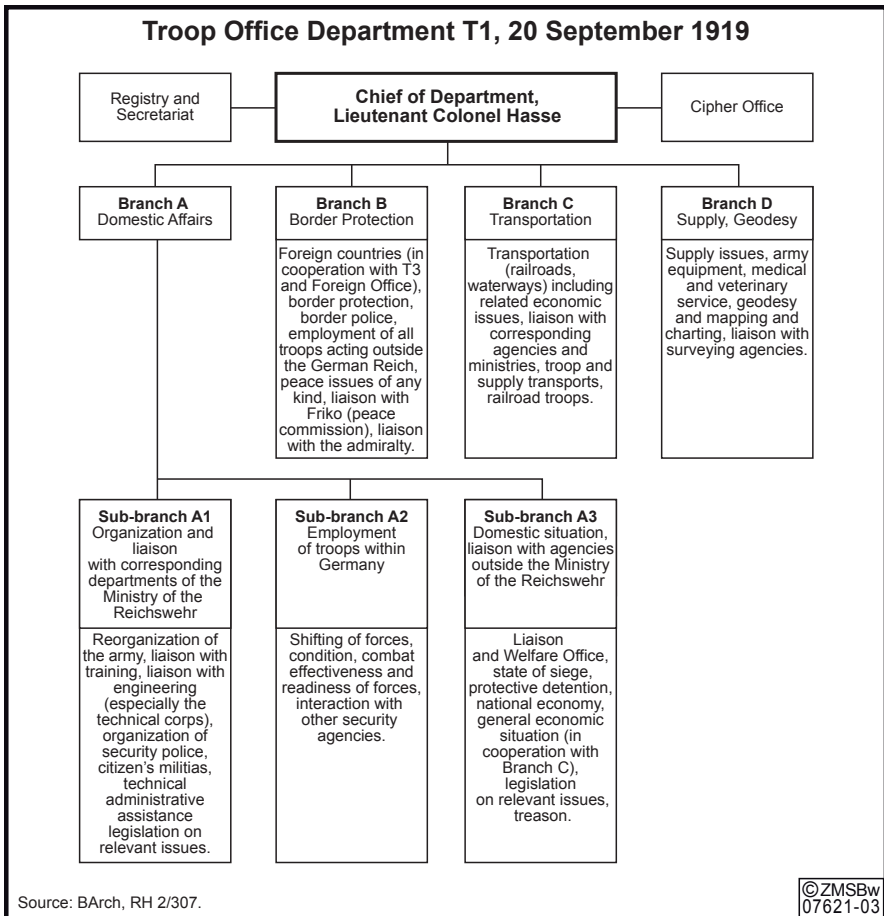 Troop Office Department T1, 20 September 1919
Registry and
Secretariat
Chief of Department,
Lieutenant Colonel Hasse
Cipher Office
Branch A
Domestic Affairs
Branch B
Border Protection
Foreign countries (in
cooperation with T3
and Foreign Office),
border protection,
border police,
employment of all
troops acting outside
the German Reich,
peace issues of any
kind, liaison with
Friko (peace
commission), liaison
with the admiralty.
Branch C
Transportation
Transportation
(railroads,
waterways) including
related economic
issues, liaison with
corresponding
agencies and
ministries, troop and
supply transports,
railroad troops.
Branch D
Supply, Geodesy
Supply issues, army
equipment, medical
and veterinary
service, geodesy
and mapping and
charting, liaison with
surveying agencies.
Sub-branch A1
Organization and
liaison
with corresponding
departments of the
Ministry of the
Reichswehr
Reorganization of
the army, liaison with
training, liaison with
engineering
(especially the
technical corps),
organization of
security police,
citizen's militias,
technical
administrative
assistance
legislation on
relevant issues.
Sub-branch A2
Employment
of troops within
Germany
Shifting of forces,
condition, combat
effectiveness and
readiness of forces,
interaction with
other security
agencies.
Sub-branch A3
Domestic situation,
liaison with agencies
outside the Ministry
of the Reichswehr
Liaison
and Welfare Office,
state of siege,
protective detention,
national economy,
general economic
situation (in
cooperation with
Branch C),
legislation
on relevant issues,
treason.
Source: BArch, RH 2/307.
©ZMSBw
07621-03